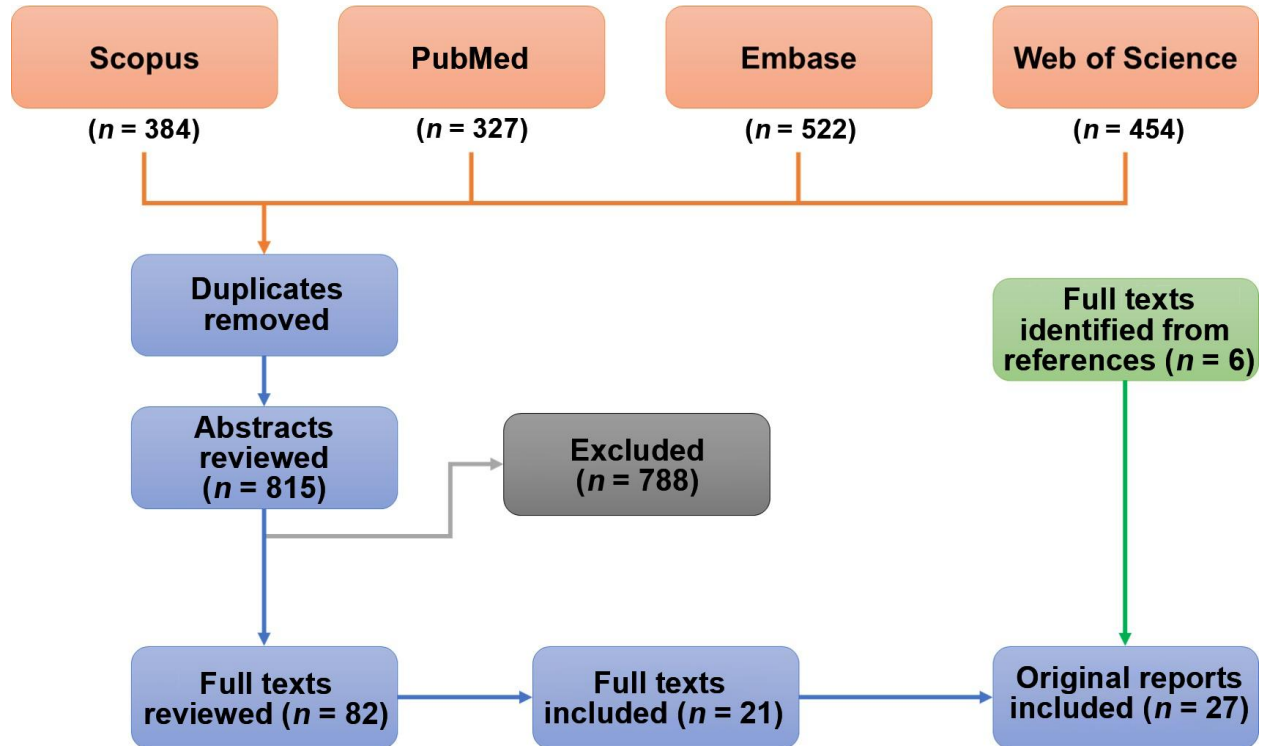 Scopus
PubMed
Embase
Web of Science
(n = 384)
(n = 327)
(n = 522)
(n = 454)
Duplicates
removed
Full texts
identified from
references (n = 6)
Abstracts
reviewed
(n = 815)
Excluded
(n = 788)
Full texts
reviewed (n = 82)
Full texts
included (n = 21)
Original reports
included (n = 27)